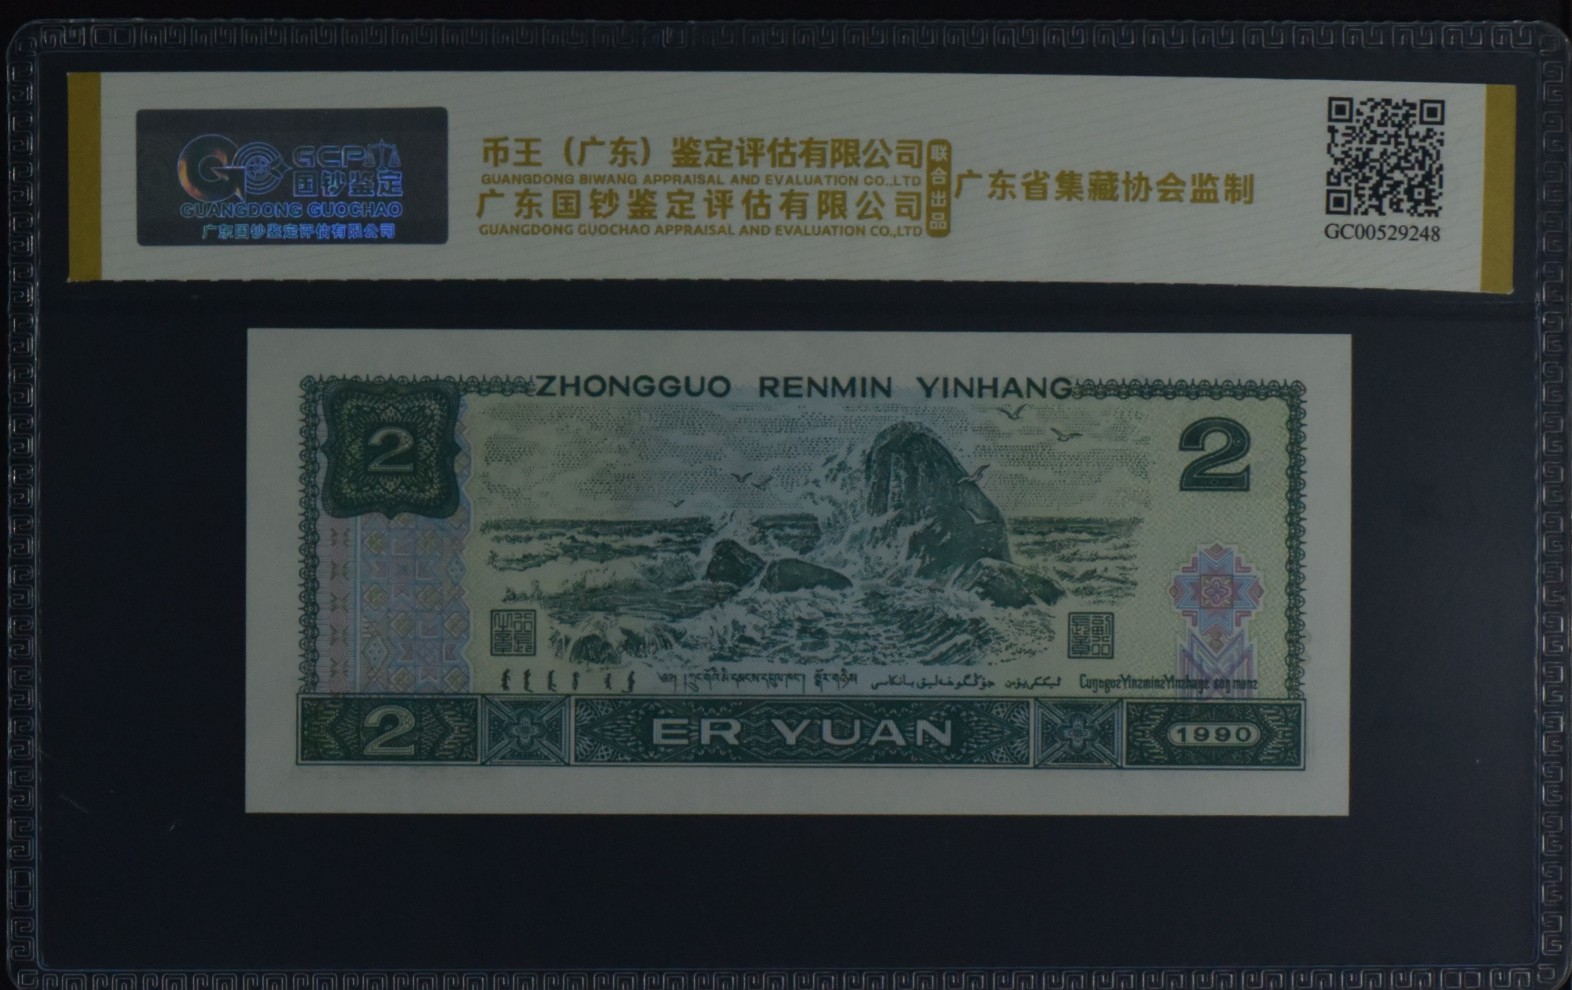 GCP
国钞鉴定
GUANGDONG GUOCHAO
广东国钞鉴定评估有限公司
币王（广东）鉴定评估有限公司
GUANGDONG BIWANG APPRAISAL AND EVALUATION CO.,LTD
广东国钞鉴定评估有限公司
GUANGDONG GUOCHAO APPRAISAL AND EVALUATION CO.,LTD
联合出品
广东省集藏协会监制
GC00529248
ZHONGGUO RENMIN YINHANG
2
2
2
ER YUAN
1990